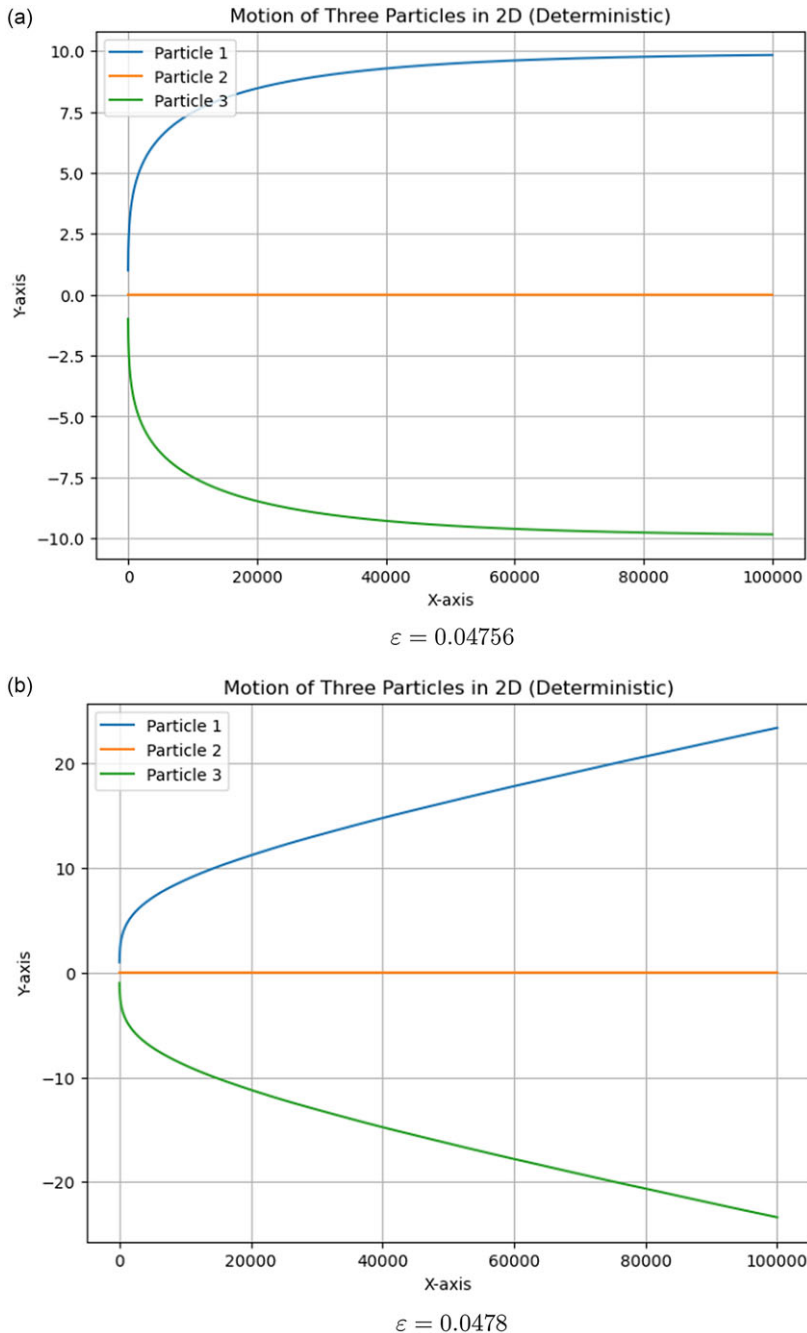 (a)
Motion of Three Particles in 2D (Deterministic)
Particle 1
Particle 2
Particle 3
10.0
7.5
5.0
2.5
0.0
−2.5
−5.0
−7.5
−10.0
Y-axis
0 20000 40000 60000 80000 100000
X-axis
ε = 0.04756
(b)
Motion of Three Particles in 2D (Deterministic)
Particle 1
Particle 2
Particle 3
20
10
0
−10
−20
Y-axis
0 20000 40000 60000 80000 100000
X-axis
ε = 0.0478